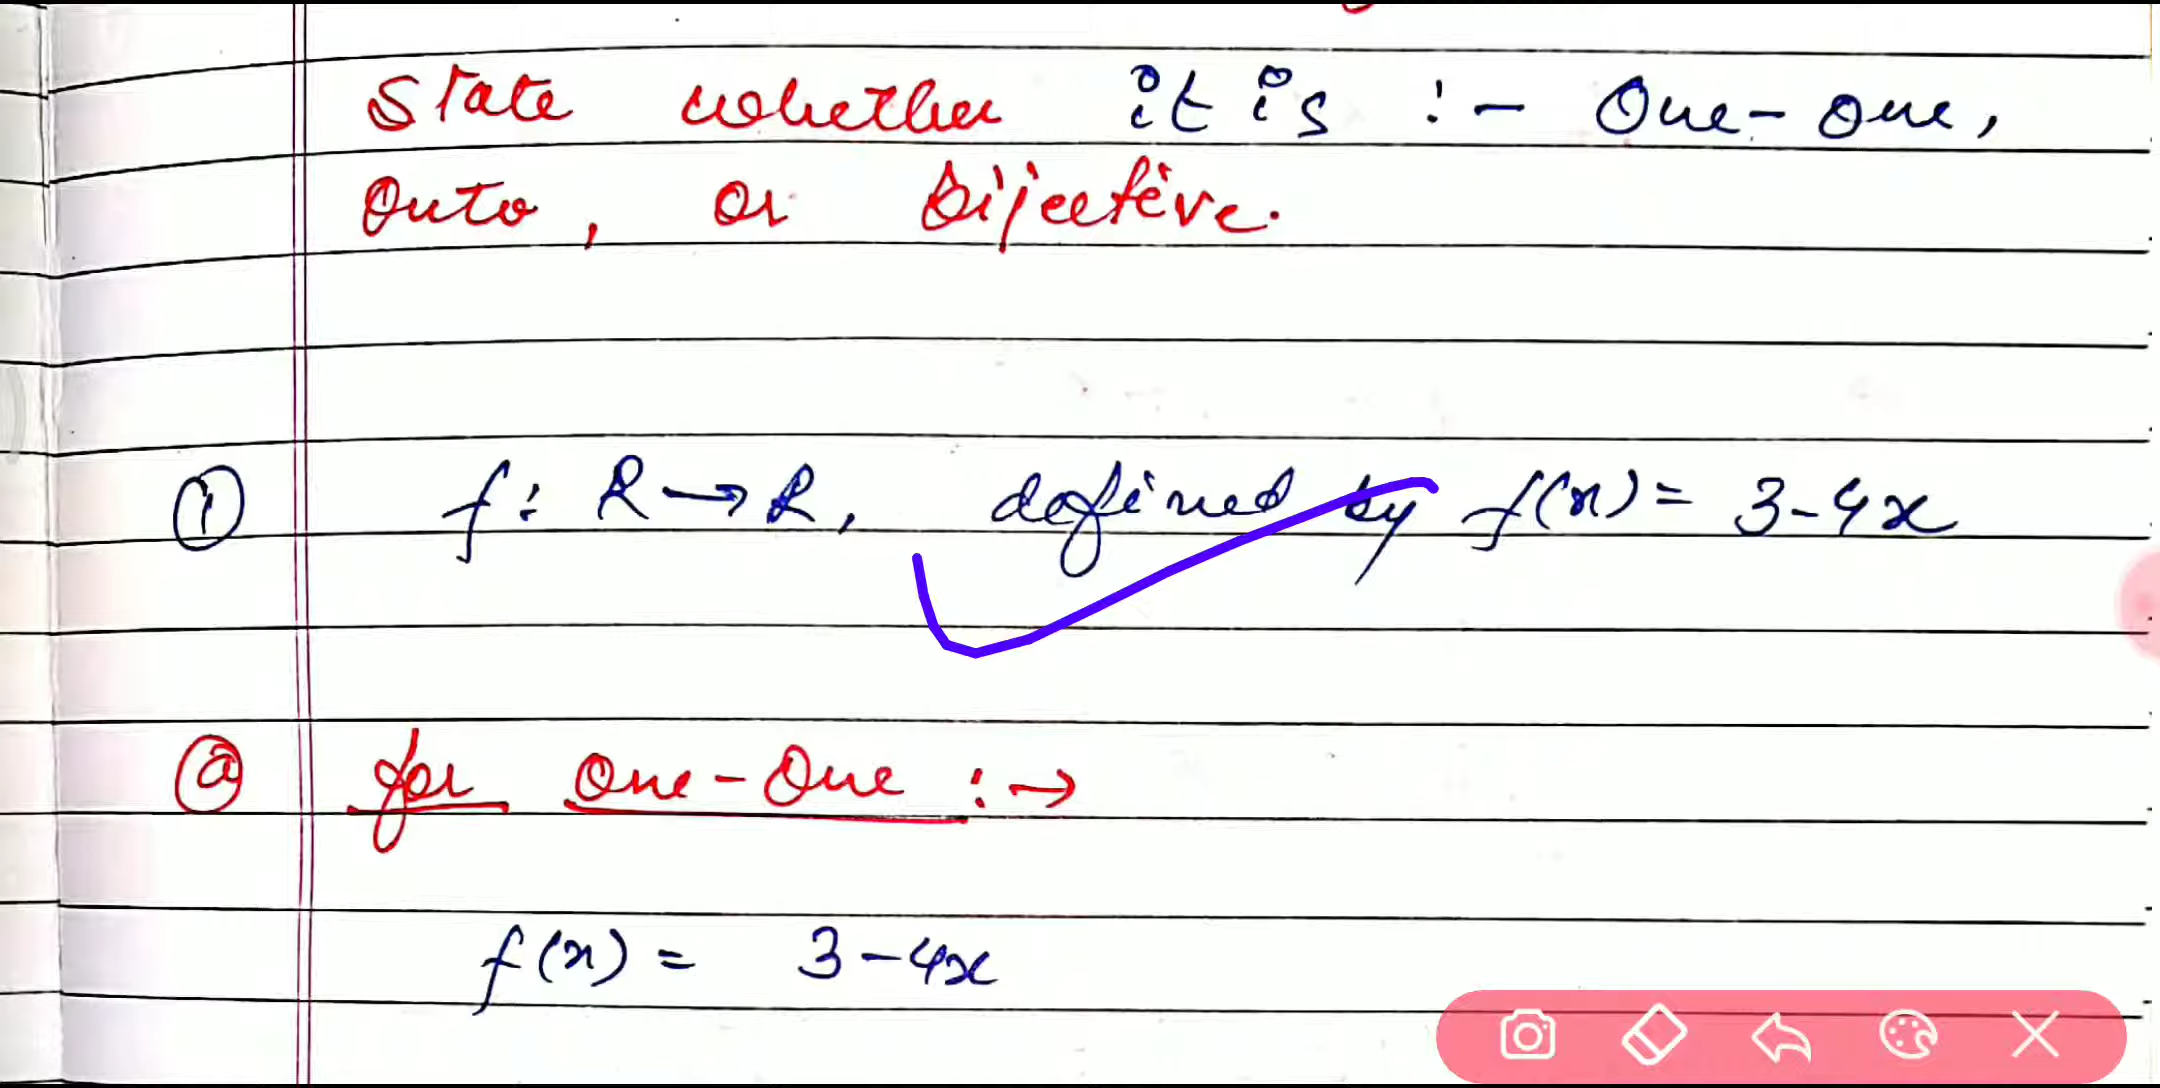 State whether it is :- One-One,
Onto, or bijective.
① f: R→R, defined by f(x)= 3-4x
ⓐ for One-One :→
f(x) = 3-4x